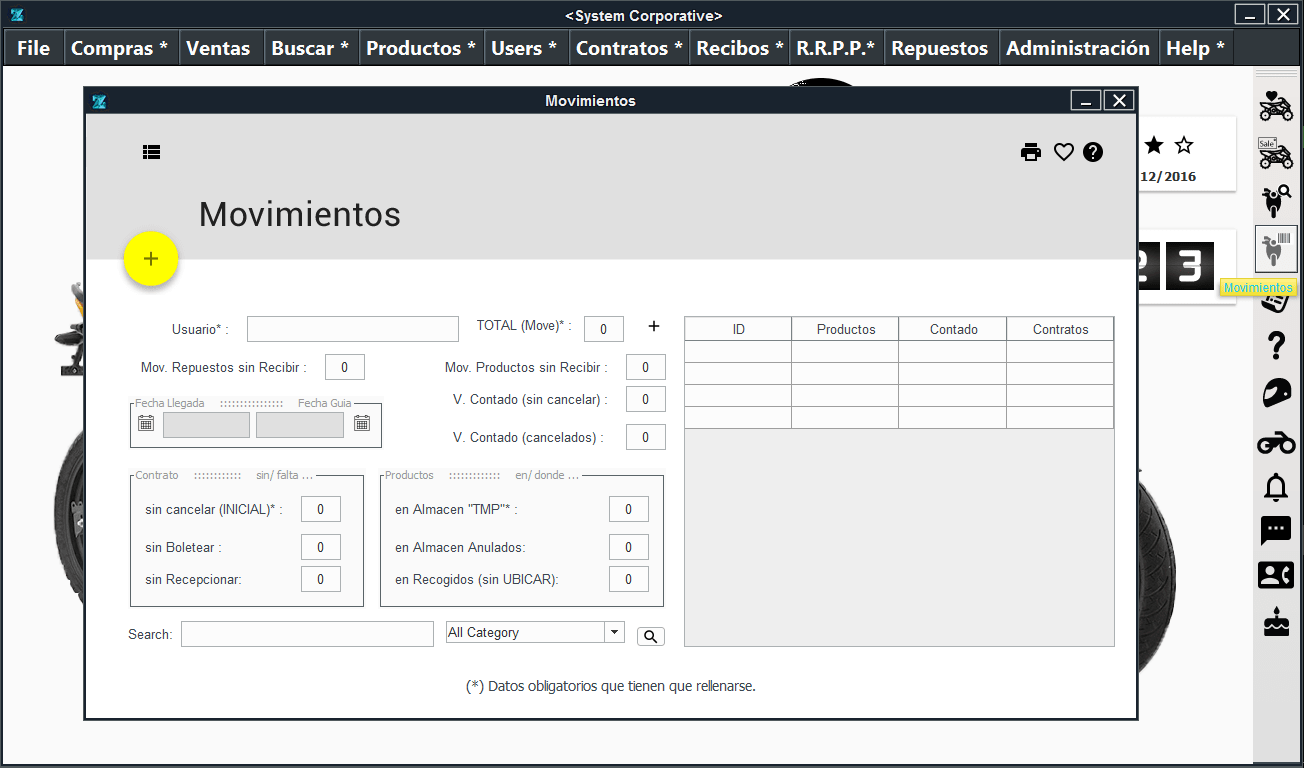 <System Corporative>
File Compras * Ventas Buscar * Productos * Users * Contratos * Recibos * R.R.P.P.* Repuestos Administración Help *
Movimientos
12/2016
Sale
3
Movimientos
Movimientos
+
Usuario* :
TOTAL (Move)* : 0 +
Mov. Repuestos sin Recibir : 0
Mov. Productos sin Recibir : 0
Fecha Llegada :::::::::::::::: Fecha Guia
V. Contado (sin cancelar) : 0
V. Contado (cancelados) : 0
ID Productos Contado Contratos
Contrato :::::::::::: sin/ falta ...
sin cancelar (INICIAL)* : 0
sin Boletear : 0
sin Recepcionar: 0
Productos ::::::::::::: en/ donde ...
en Almacen "TMP"* : 0
en Almacen Anulados: 0
en Recogidos (sin UBICAR): 0
Search: All Category
(*) Datos obligatorios que tienen que rellenarse.